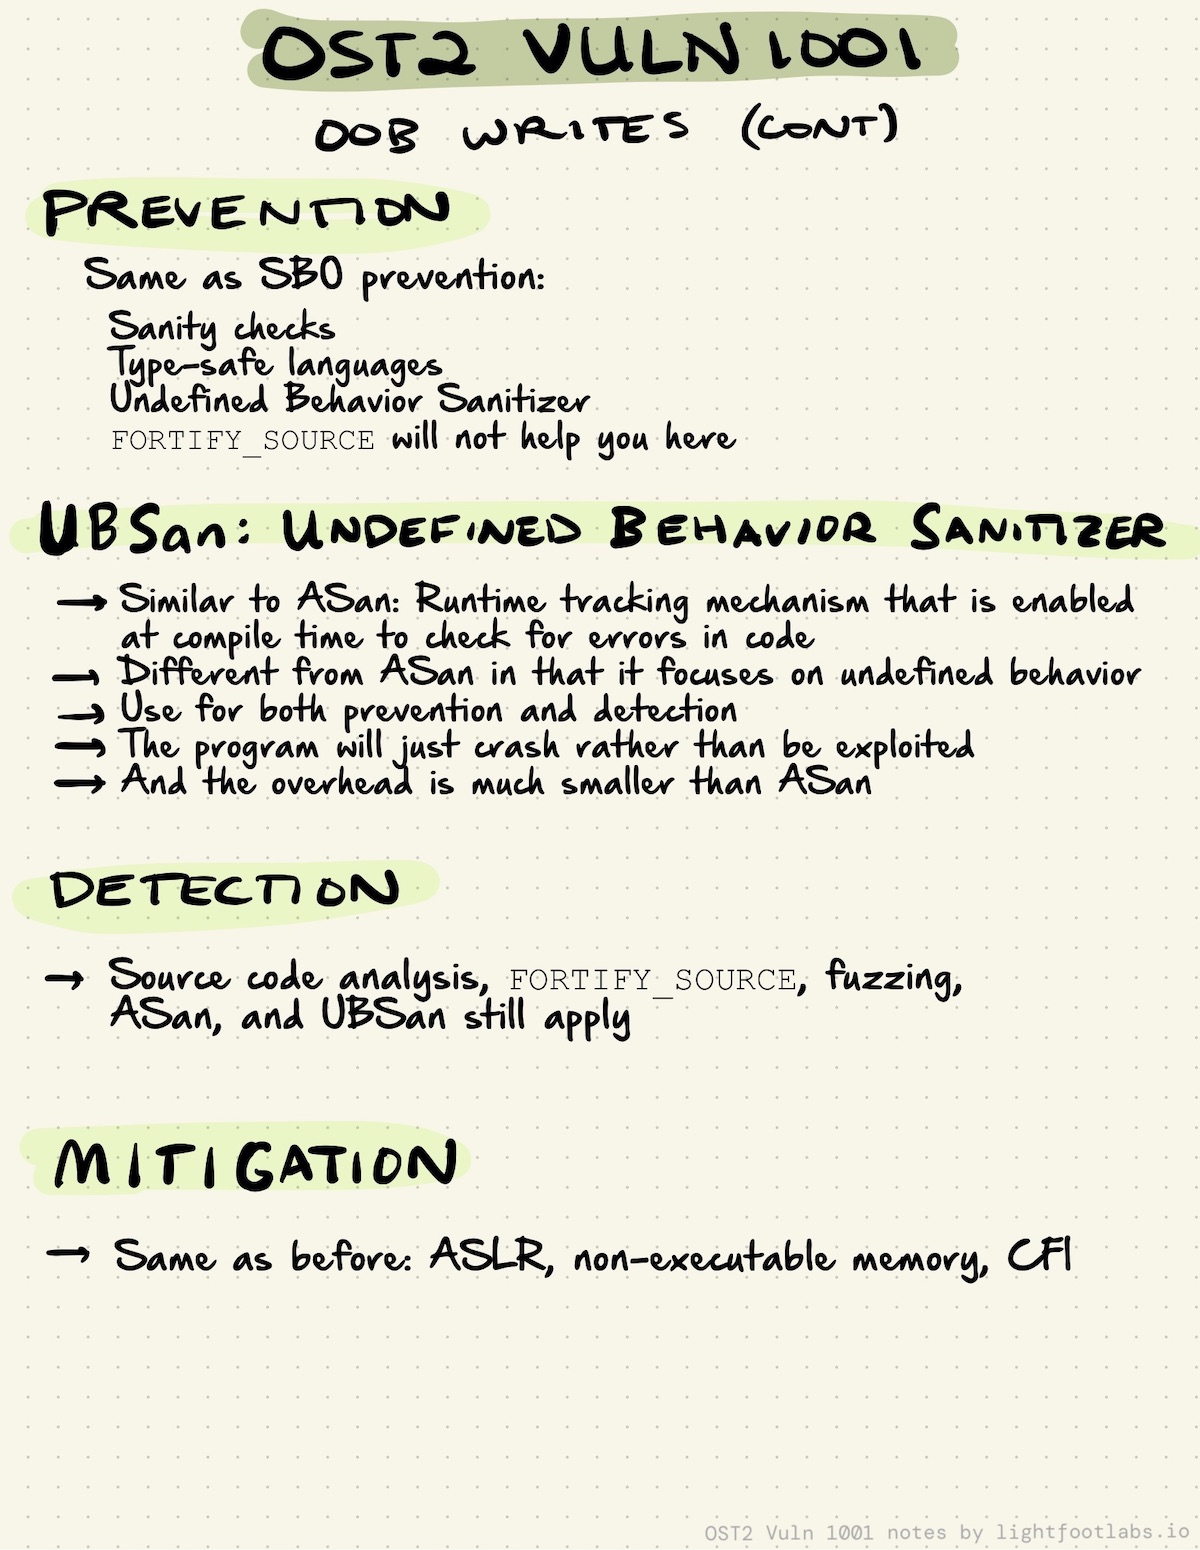 OST2 VULN 1001
OOB WRITES (CONT)
PREVENTION
Same as SBO prevention:
Sanity checks
Type-safe languages
Undefined Behavior Sanitizer
FORTIFY_SOURCE will not help you here
UBSan: UNDEFINED BEHAVIOR SANITIZER
→ Similar to ASan: Runtime tracking mechanism that is enabled
at compile time to check for errors in code
→ Different from ASan in that it focuses on undefined behavior
→ Use for both prevention and detection
→ The program will just crash rather than be exploited
→ And the overhead is much smaller than ASan
DETECTION
→ Source code analysis, FORTIFY_SOURCE, fuzzing,
ASan, and UBSan still apply
MITIGATION
→ Same as before: ASLR, non-executable memory, CFI
OST2 Vuln 1001 notes by lightfootlabs.io